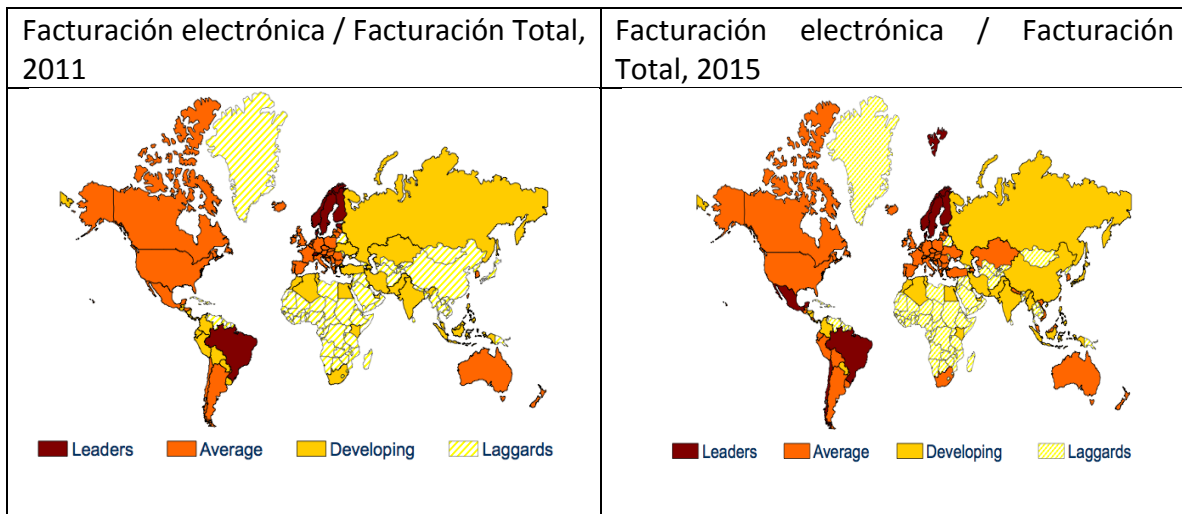 Facturación electrónica / Facturación Total,
2011
Facturación electrónica / Facturación
Total, 2015
Leaders Average Developing Laggards
Leaders Average Developing Laggards